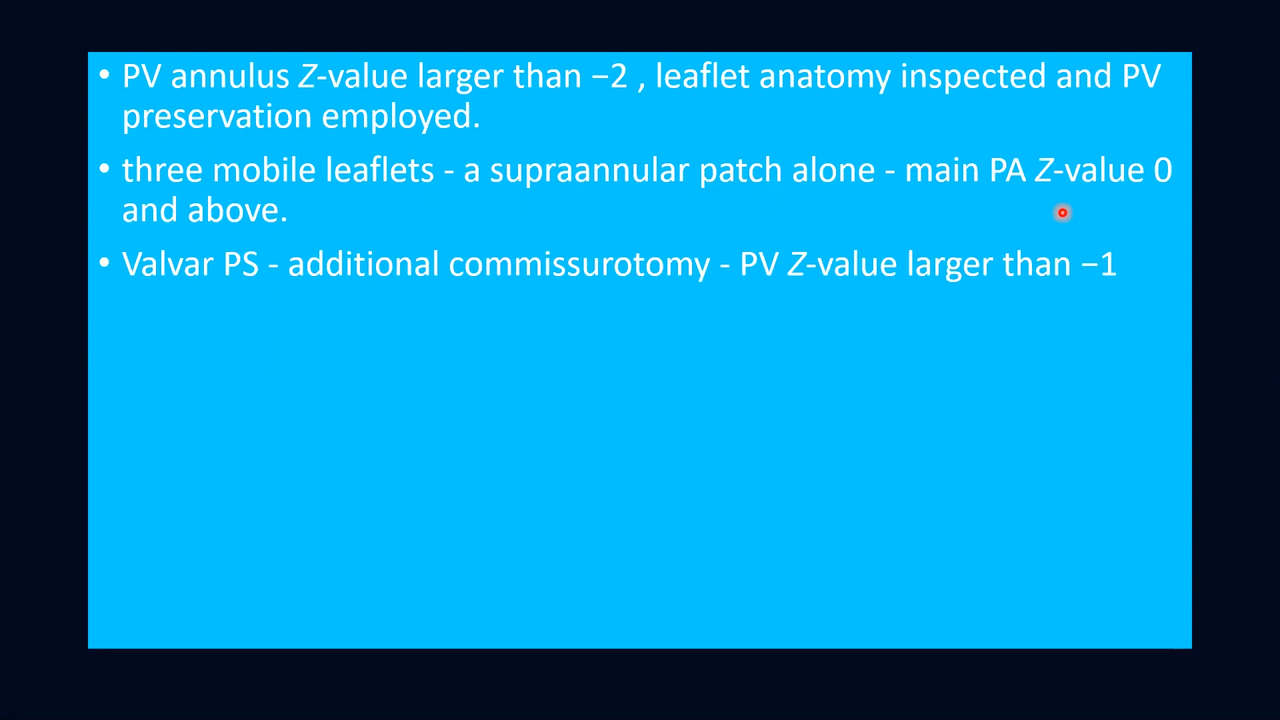 • PV annulus Z-value larger than −2 , leaflet anatomy inspected and PV
preservation employed.
• three mobile leaflets - a supraannular patch alone - main PA Z-value 0
and above.
• Valvar PS - additional commissurotomy - PV Z-value larger than −1